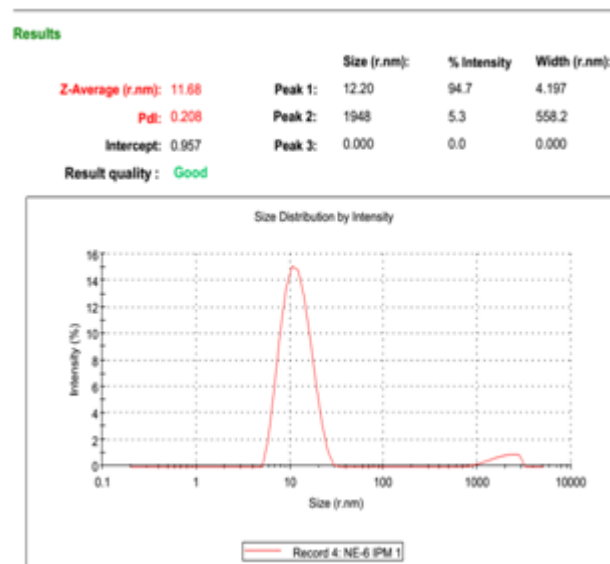 Results
Size (r.nm): % Intensity Width (r.nm):
Z-Average (r.nm): 11.68 Peak 1: 12.20 94.7 4.197
PdI: 0.208 Peak 2: 1948 5.3 558.2
Intercept: 0.957 Peak 3: 0.000 0.0 0.000
Result quality : Good
Size Distribution by Intensity
16
14
12
10
8
6
4
2
0
Intensity (%)
0.1 1 10 100 1000 10000
Size (r.nm)
Record 4: NE-6 IPM 1